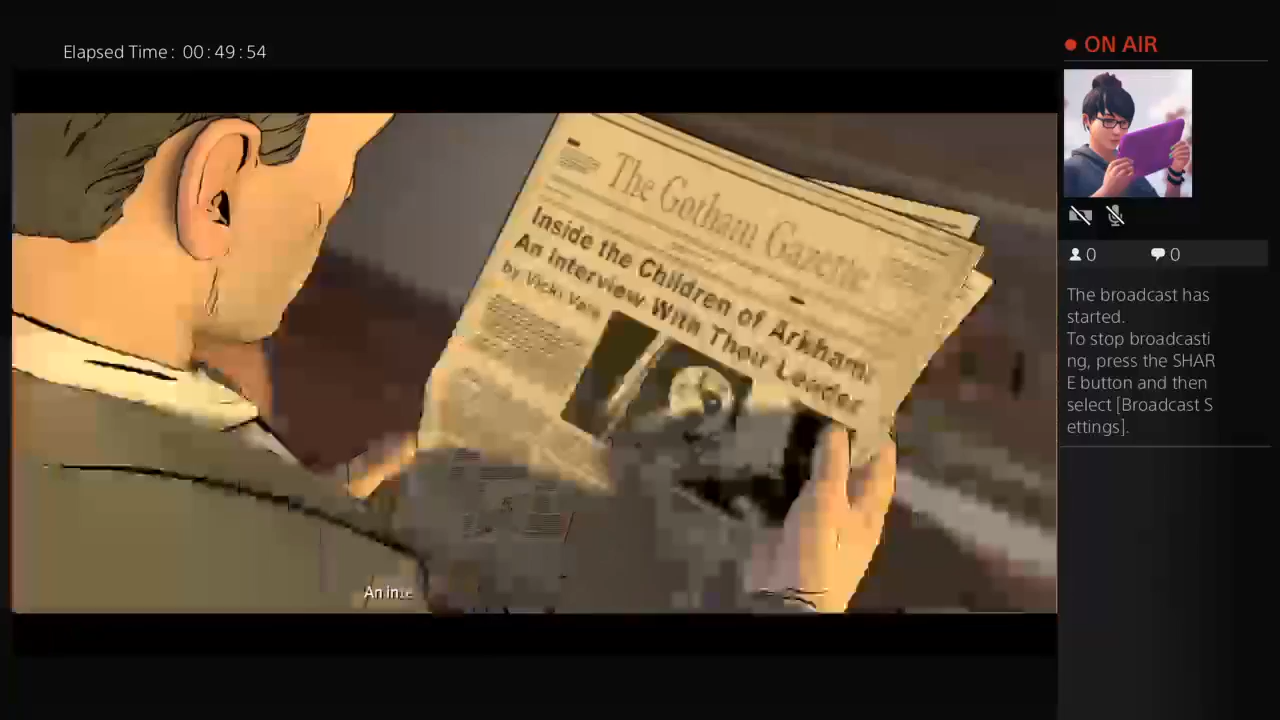 Elapsed Time: 00:49:54
ON AIR
The Gotham Gazette
Inside the Children of Arkham:
An Interview With Their Leader
by Vicki Vale
An in
0 0
The broadcast has
started.
To stop broadcasti
ng, press the SHAR
E button and then
select [Broadcast S
ettings].